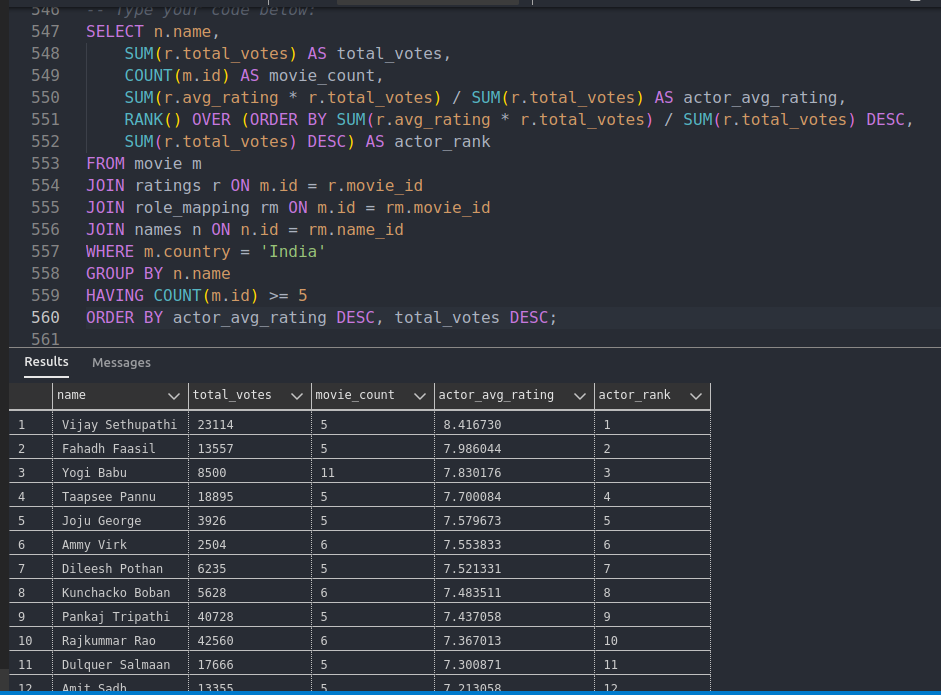 546 -- Type your code below:
547 SELECT n.name,
548 SUM(r.total_votes) AS total_votes,
549 COUNT(m.id) AS movie_count,
550 SUM(r.avg_rating * r.total_votes) / SUM(r.total_votes) AS actor_avg_rating,
551 RANK() OVER (ORDER BY SUM(r.avg_rating * r.total_votes) / SUM(r.total_votes) DESC,
552 SUM(r.total_votes) DESC) AS actor_rank
553 FROM movie m
554 JOIN ratings r ON m.id = r.movie_id
555 JOIN role_mapping rm ON m.id = rm.movie_id
556 JOIN names n ON n.id = rm.name_id
557 WHERE m.country = 'India'
558 GROUP BY n.name
559 HAVING COUNT(m.id) >= 5
560 ORDER BY actor_avg_rating DESC, total_votes DESC;
561
Results Messages
name total_votes movie_count actor_avg_rating actor_rank
1 Vijay Sethupathi 23114 5 8.416730 1
2 Fahadh Faasil 13557 5 7.986044 2
3 Yogi Babu 8500 11 7.830176 3
4 Taapsee Pannu 18895 5 7.700084 4
5 Joju George 3926 5 7.579673 5
6 Ammy Virk 2504 6 7.553833 6
7 Dileesh Pothan 6235 5 7.521331 7
8 Kunchacko Boban 5628 6 7.483511 8
9 Pankaj Tripathi 40728 5 7.437058 9
10 Rajkummar Rao 42560 6 7.367013 10
11 Dulquer Salmaan 17666 5 7.300871 11
12 Amit Sadh 13355 5 7.213058 12